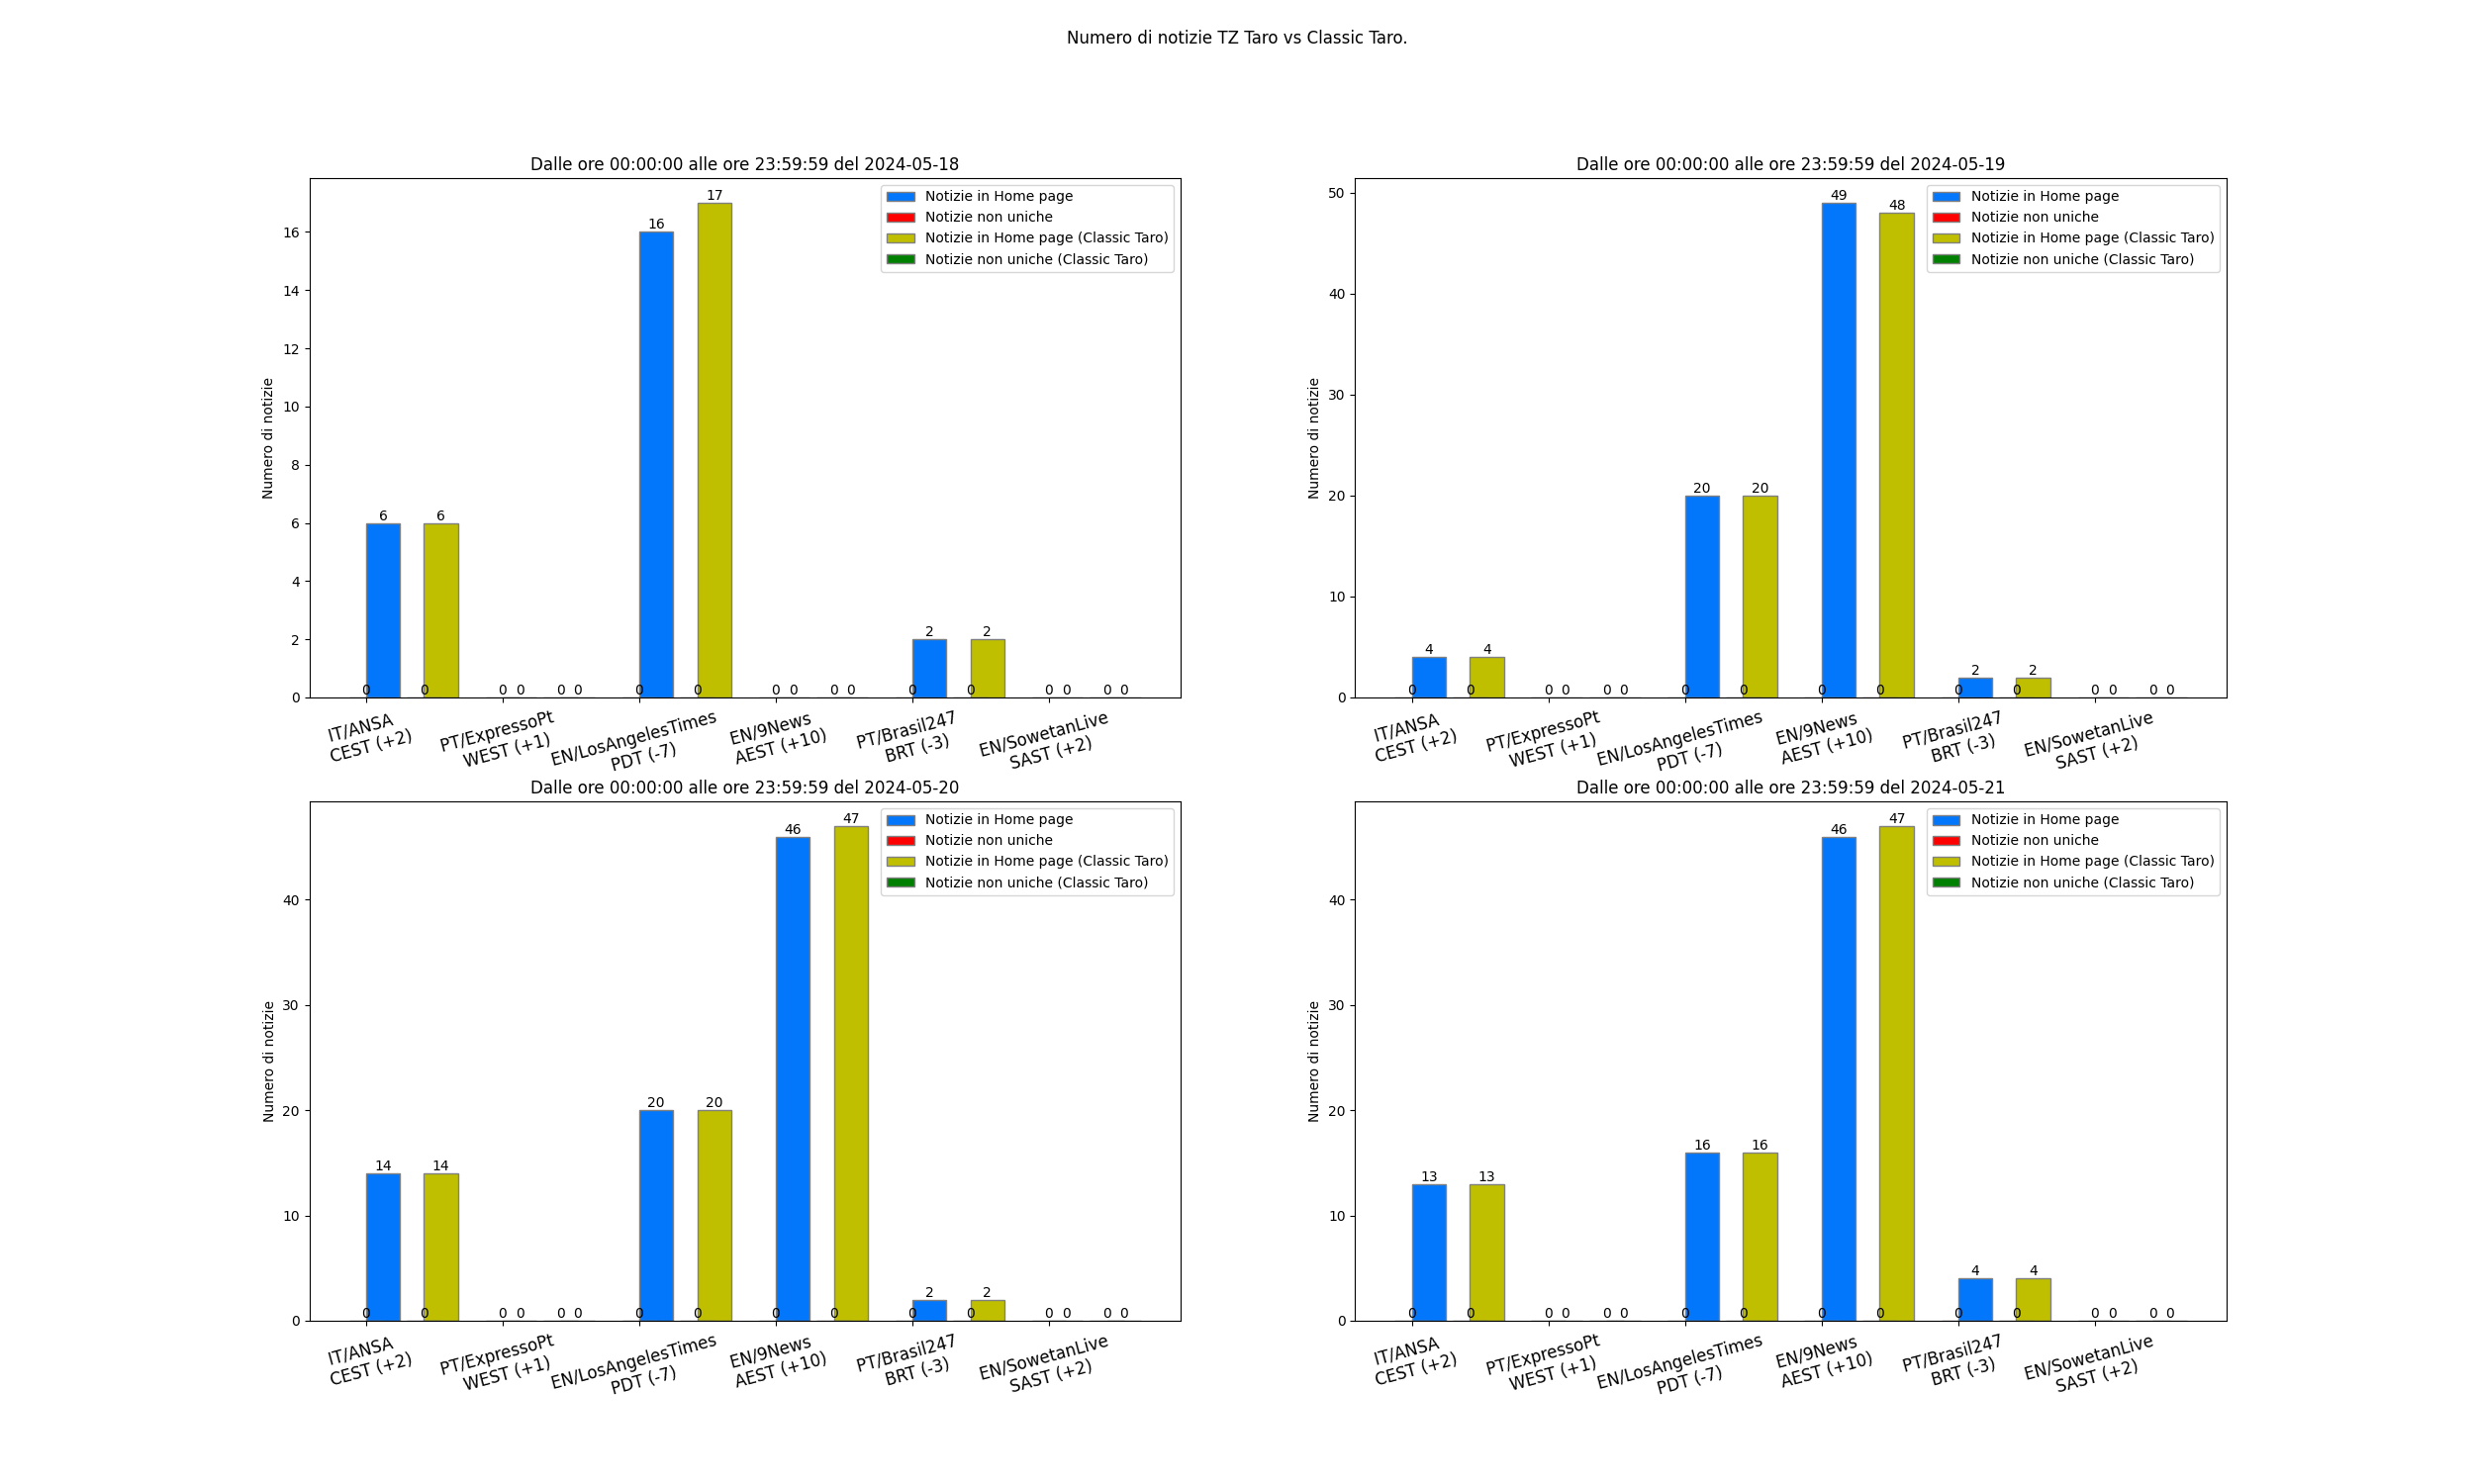 Numero di notizie TZ Taro vs Classic Taro.
Dalle ore 00:00:00 alle ore 23:59:59 del 2024-05-18
Numero di notizie
16
14
12
10
8
6
4
2
0
Notizie in Home page
Notizie non uniche
Notizie in Home page (Classic Taro)
Notizie non uniche (Classic Taro)
6 6 16 17 2 2
0 0 0 0 0 0 0 0 0 0 0 0 0 0 0 0 0 0
IT/ANSA
CEST (+2)
PT/ExpressoPt
WEST (+1)
EN/LosAngelesTimes
PDT (-7)
EN/9News
AEST (+10)
PT/Brasil247
BRT (-3)
EN/SowetanLive
SAST (+2)
Dalle ore 00:00:00 alle ore 23:59:59 del 2024-05-19
Numero di notizie
50
40
30
20
10
0
Notizie in Home page
Notizie non uniche
Notizie in Home page (Classic Taro)
Notizie non uniche (Classic Taro)
4 4 20 20 49 48 2 2
0 0 0 0 0 0 0 0 0 0 0 0 0 0 0 0
IT/ANSA
CEST (+2)
PT/ExpressoPt
WEST (+1)
EN/LosAngelesTimes
PDT (-7)
EN/9News
AEST (+10)
PT/Brasil247
BRT (-3)
EN/SowetanLive
SAST (+2)
Dalle ore 00:00:00 alle ore 23:59:59 del 2024-05-20
Numero di notizie
40
30
20
10
0
Notizie in Home page
Notizie non uniche
Notizie in Home page (Classic Taro)
Notizie non uniche (Classic Taro)
14 14 20 20 46 47 2 2
0 0 0 0 0 0 0 0 0 0 0 0 0 0 0 0
IT/ANSA
CEST (+2)
PT/ExpressoPt
WEST (+1)
EN/LosAngelesTimes
PDT (-7)
EN/9News
AEST (+10)
PT/Brasil247
BRT (-3)
EN/SowetanLive
SAST (+2)
Dalle ore 00:00:00 alle ore 23:59:59 del 2024-05-21
Numero di notizie
40
30
20
10
0
Notizie in Home page
Notizie non uniche
Notizie in Home page (Classic Taro)
Notizie non uniche (Classic Taro)
13 13 16 16 46 47 4 4
0 0 0 0 0 0 0 0 0 0 0 0 0 0 0 0
IT/ANSA
CEST (+2)
PT/ExpressoPt
WEST (+1)
EN/LosAngelesTimes
PDT (-7)
EN/9News
AEST (+10)
PT/Brasil247
BRT (-3)
EN/SowetanLive
SAST (+2)